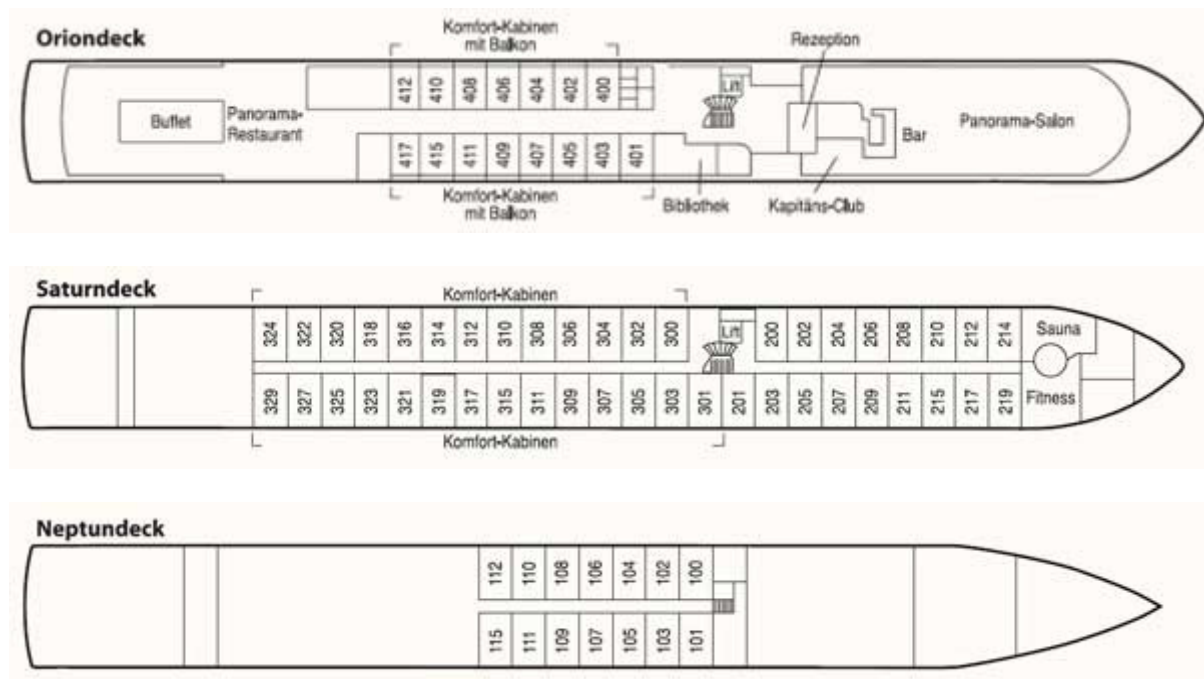 Oriondeck
Komfort-Kabinen
mit Balkon
Rezeption
412 410 408 406 404 402 400
Lift
Buffet
Panorama-
Restaurant
Bar
Panorama-Salon
417 415 411 409 407 405 403 401
Komfort-Kabinen
mit Balkon
Bibliothek
Kapitäns-Club
Saturndeck
Komfort-Kabinen
324 322 320 318 316 314 312 310 308 306 304 302 300
Lift
200 202 204 206 208 210 212 214
Sauna
329 327 325 323 321 319 317 315 311 309 307 305 303 301 201 203 205 207 209 211 215 217 219
Fitness
Komfort-Kabinen
Neptundeck
112 110 108 106 104 102 100
115 111 109 107 105 103 101